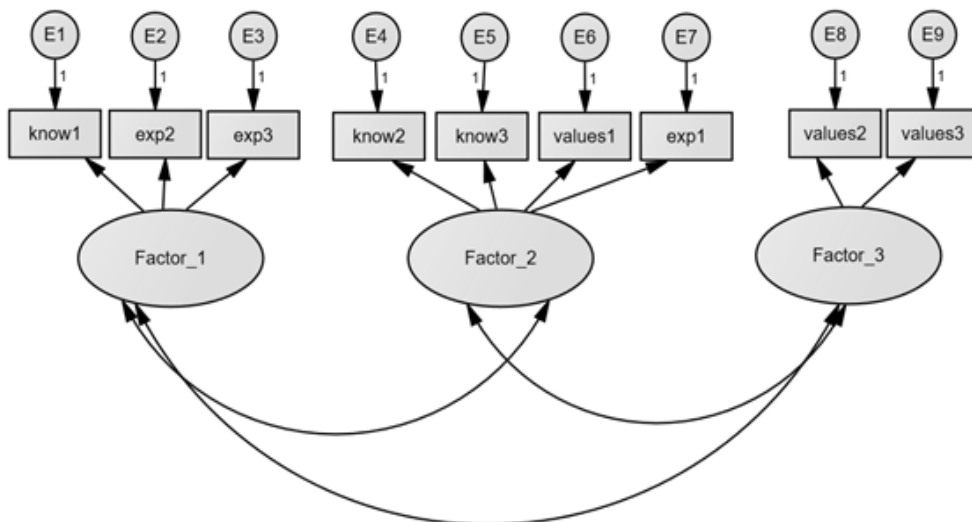 E1 E2 E3 E4 E5 E6 E7 E8 E9
1 1 1 1 1 1 1 1 1
know1 exp2 exp3 know2 know3 values1 exp1 values2 values3
Factor_1 Factor_2 Factor_3